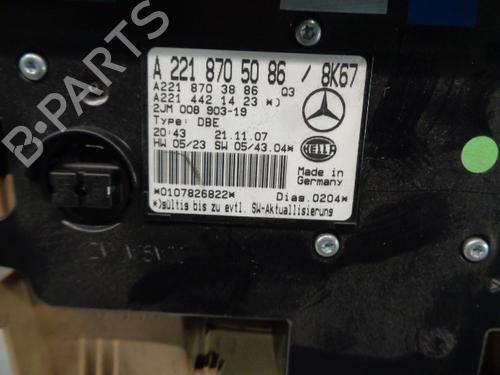 A 221 870 50 86 / 8K67
A221 870 38 86 Q3
A221 442 14 23 *)
2JM 008 903-19
Type: DBE
20:43 21.11.07
HW 05/23 SW 05/43.04*
HELLA
Made in
Germany
*0107826822* Diag.0204*
*)gültig bis zu evtl. SW-Aktuallisierung
B-PARTS